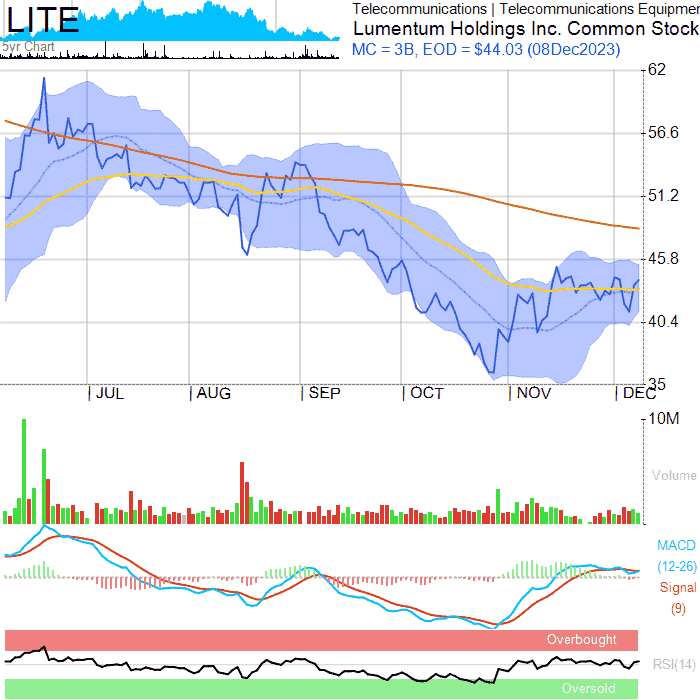 LITE
5yr Chart
Telecommunications | Telecommunications Equipmen
Lumentum Holdings Inc. Common Stock
MC = 3B, EOD = $44.03 (08Dec2023)
62
56.6
51.2
45.8
40.4
35
JUL AUG SEP OCT NOV DEC
10M
Volume
MACD
(12-26)
Signal
(9)
Overbought
RSI(14)
Oversold